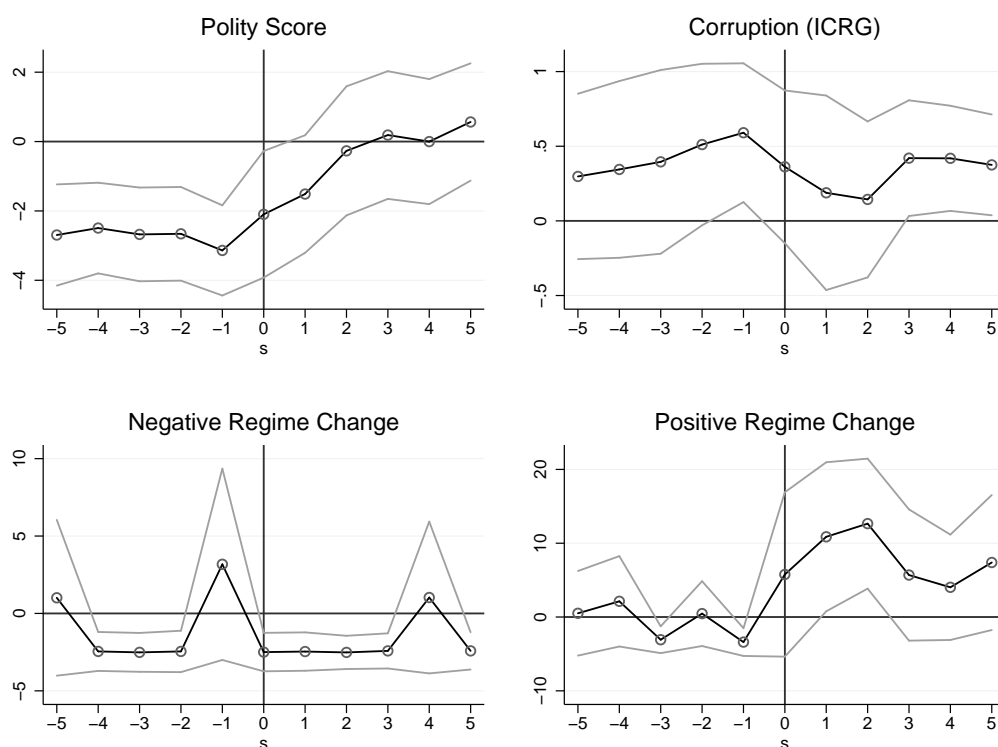 Polity Score
2
0
−2
−4
−5 −4 −3 −2 −1 0 1 2 3 4 5
s
Corruption (ICRG)
1
.5
0
−.5
−5 −4 −3 −2 −1 0 1 2 3 4 5
s
Negative Regime Change
10
5
0
−5
−5 −4 −3 −2 −1 0 1 2 3 4 5
s
Positive Regime Change
20
10
0
−10
−5 −4 −3 −2 −1 0 1 2 3 4 5
s